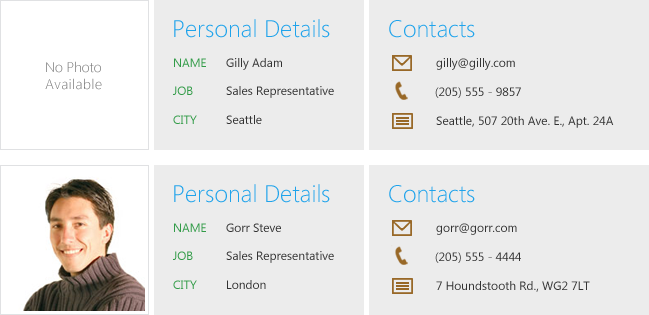 No Photo
Available
Personal Details
NAME Gilly Adam
JOB Sales Representative
CITY Seattle
Contacts
gilly@gilly.com
(205) 555 - 9857
Seattle, 507 20th Ave. E., Apt. 24A
Personal Details
NAME Gorr Steve
JOB Sales Representative
CITY London
Contacts
gorr@gorr.com
(205) 555 - 4444
7 Houndstooth Rd., WG2 7LT